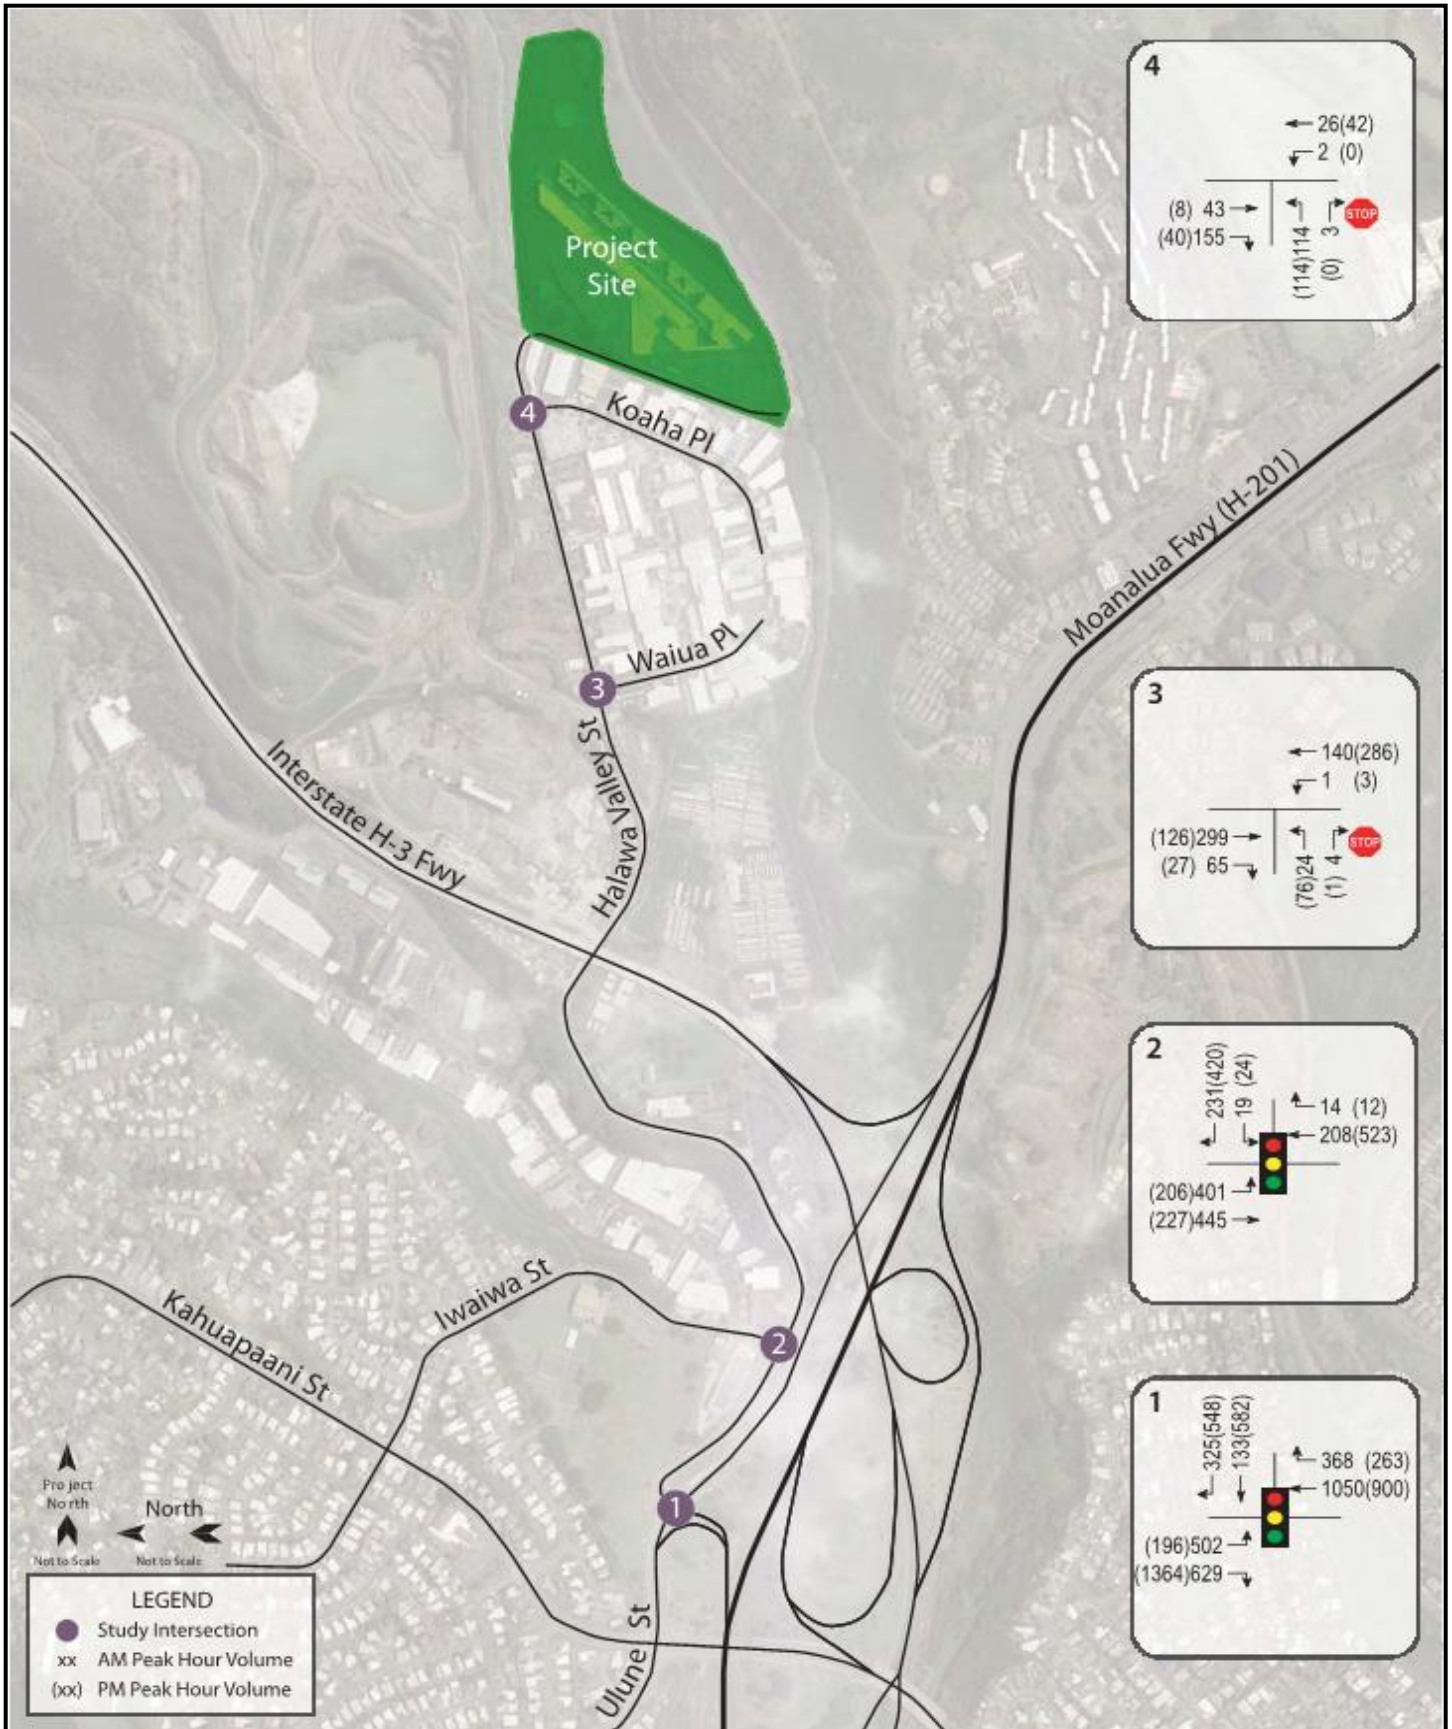 4
26(42)
2 (0)
(8) 43
(40)155
(114)114
(0) 3
STOP
Project
Site
4
Koaha Pl
Moanalua Fwy (H-201)
Waiua Pl
3
Halawa Valley St
Interstate H-3 Fwy
3
140(286)
1 (3)
(126)299
(27) 65
(76)24
(1) 4
STOP
2
231(420)
19 (24)
14 (12)
208(523)
(206)401
(227)445
Iwaiwa St
Kahuapaani St
2
1
325(548)
133(582)
368 (263)
1050(900)
(196)502
(1364)629
1
Ulune St
Project
North
Not to Scale
North
Not to Scale
LEGEND
Study Intersection
xx AM Peak Hour Volume
(xx) PM Peak Hour Volume